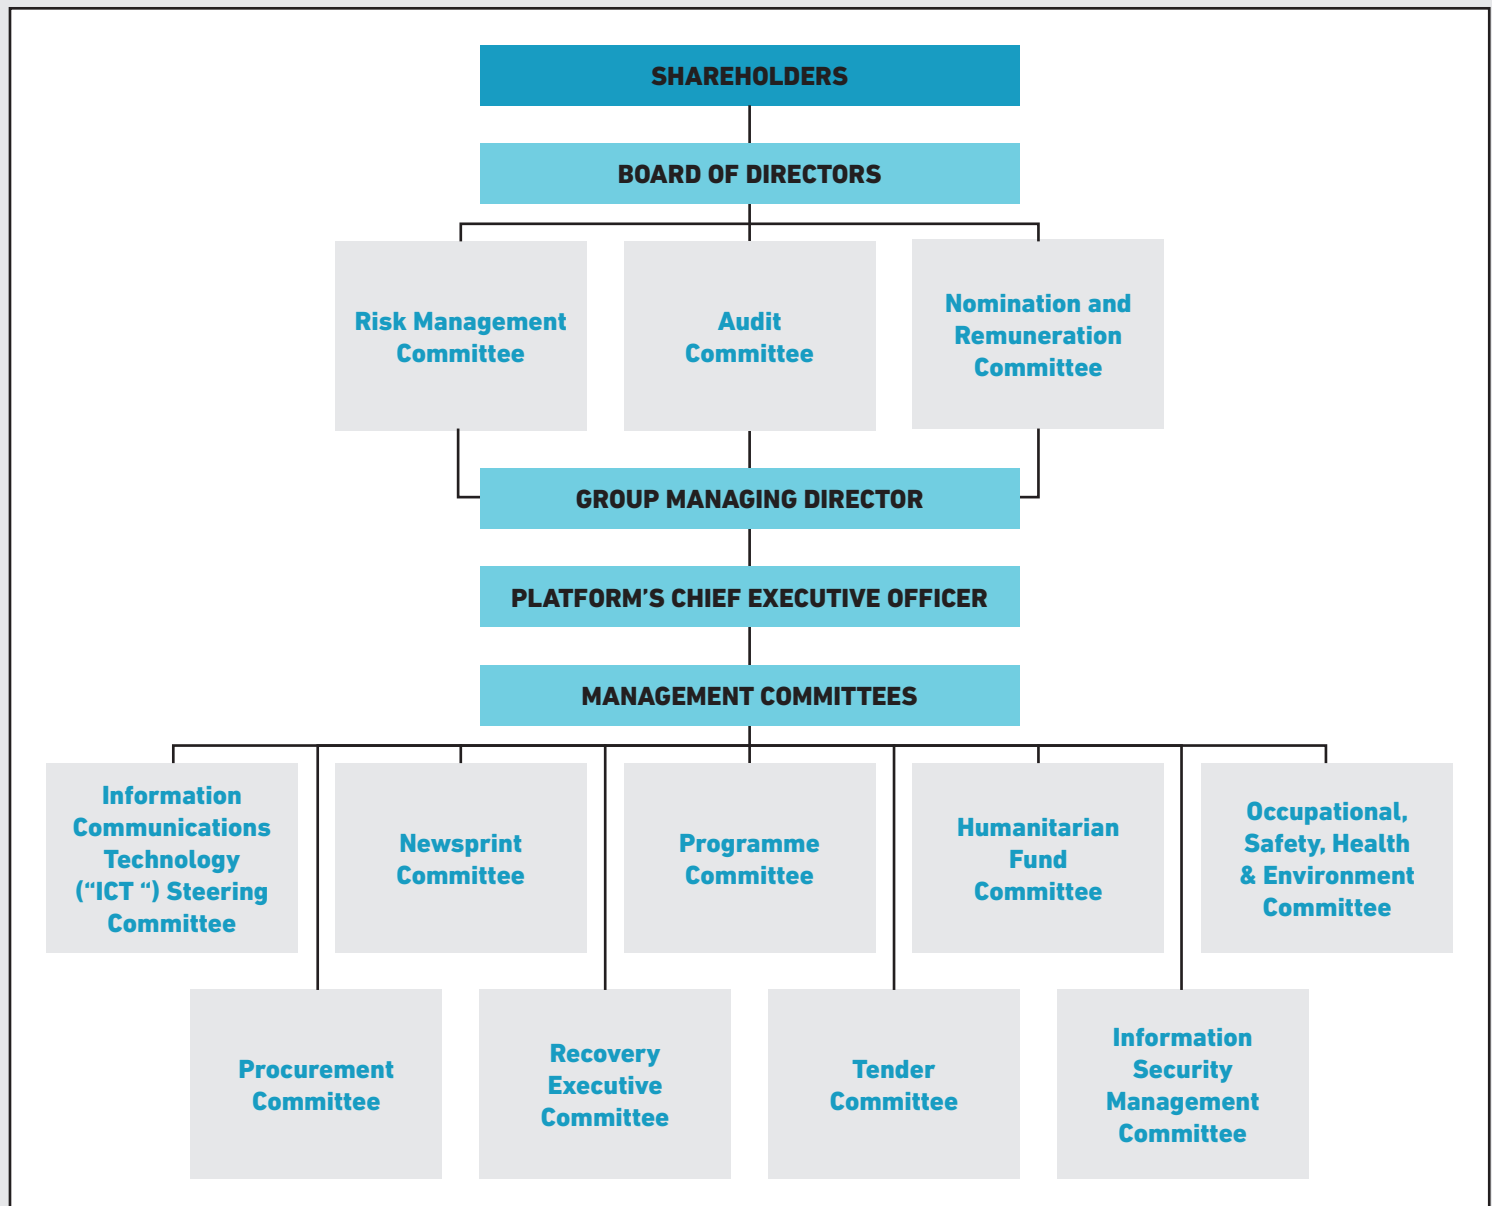 SHAREHOLDERS
BOARD OF DIRECTORS
Risk Management
Committee
Audit
Committee
Nomination and
Remuneration
Committee
GROUP MANAGING DIRECTOR
PLATFORM’S CHIEF EXECUTIVE OFFICER
MANAGEMENT COMMITTEES
Information
Communications
Technology
(“ICT “) Steering
Committee
Newsprint
Committee
Programme
Committee
Humanitarian
Fund
Committee
Occupational,
Safety, Health
& Environment
Committee
Procurement
Committee
Recovery
Executive
Committee
Tender
Committee
Information
Security
Management
Committee